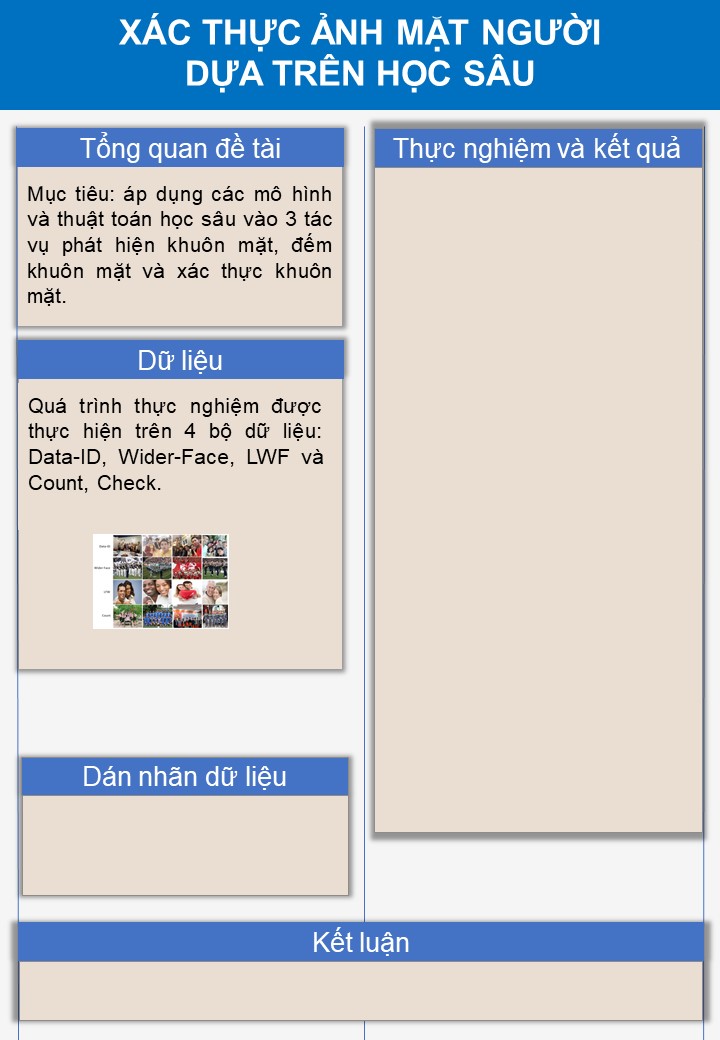 XÁC THỰC ẢNH MẶT NGƯỜI
DỰA TRÊN HỌC SÂU
Tổng quan đề tài
Mục tiêu: áp dụng các mô hình
và thuật toán học sâu vào 3 tác
vụ phát hiện khuôn mặt, đếm
khuôn mặt và xác thực khuôn
mặt.
Dữ liệu
Quá trình thực nghiệm được
thực hiện trên 4 bộ dữ liệu:
Data-ID, Wider-Face, LWF và
Count, Check.
Data-ID
Wider Face
LFW
Count
Dán nhãn dữ liệu
Thực nghiệm và kết quả
Kết luận